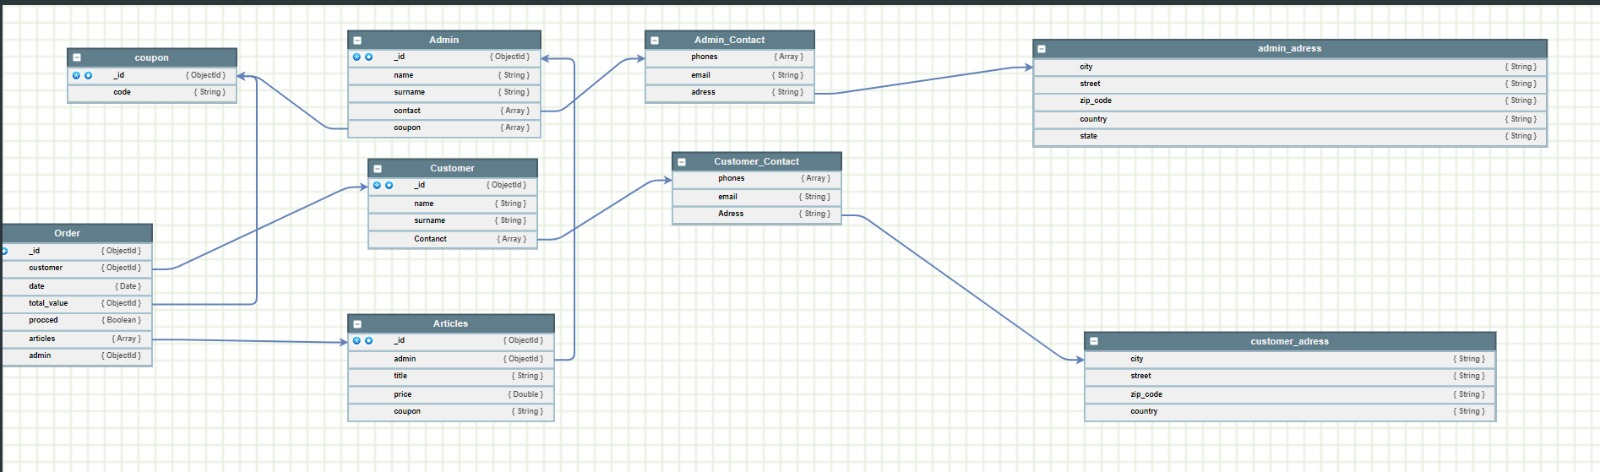 coupon
_id { ObjectId }
code { String }
Admin
_id { ObjectId }
name { String }
surname { String }
contact { Array }
coupon { Array }
Admin_Contact
phones { Array }
email { String }
adress { String }
admin_adress
city { String }
street { String }
zip_code { String }
country { String }
state { String }
Customer
_id { ObjectId }
name { String }
surname { String }
Contanct { Array }
Customer_Contact
phones { Array }
email { String }
Adress { String }
Order
_id { ObjectId }
customer { ObjectId }
date { Date }
total_value { ObjectId }
procced { Boolean }
articles { Array }
admin { ObjectId }
Articles
_id { ObjectId }
admin { ObjectId }
title { String }
price { Double }
coupon { String }
customer_adress
city { String }
street { String }
zip_code { String }
country { String }